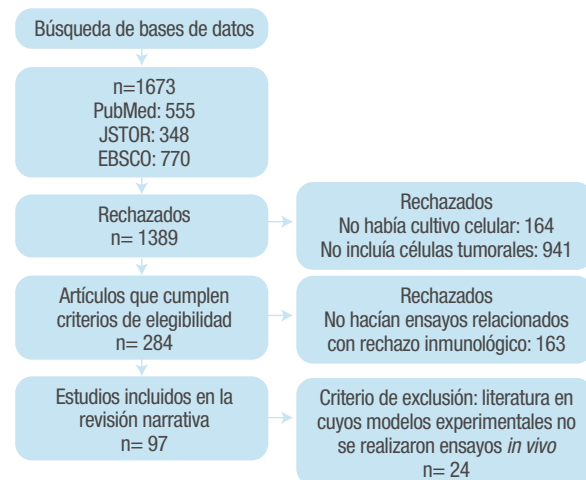 Búsqueda de bases de datos
n=1673
PubMed: 555
JSTOR: 348
EBSCO: 770
Rechazados
n= 1389
Rechazados
No había cultivo celular: 164
No incluía células tumorales: 941
Artículos que cumplen
criterios de elegibilidad
n= 284
Rechazados
No hacían ensayos relacionados
con rechazo inmunológico: 163
Estudios incluidos en la
revisión narrativa
n= 97
Criterio de exclusión: literatura en
cuyos modelos experimentales no
se realizaron ensayos in vivo
n= 24